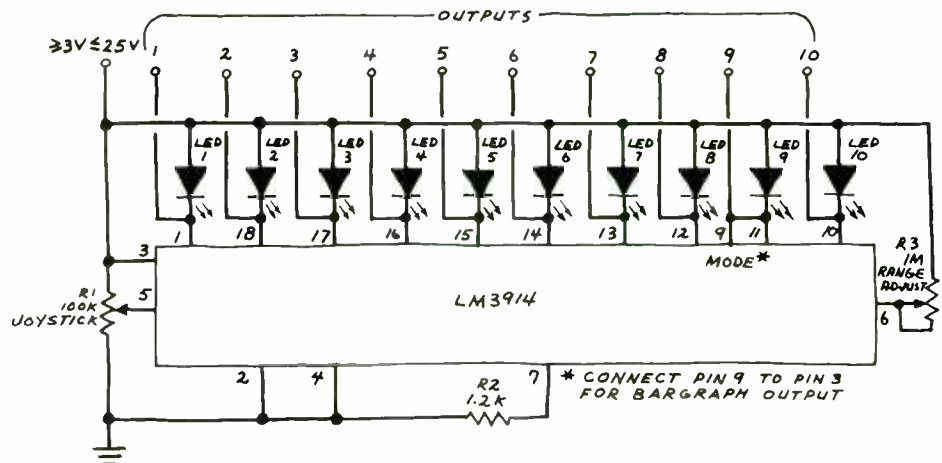 OUTPUTS
≥3V≤25V
1 2 3 4 5 6 7 8 9 10
LED 1
LED 2
LED 3
LED 4
LED 5
LED 6
LED 7
LED 8
LED 9
LED 10
1 18 17 16 15 14 13 12 9 11 10
MODE*
3
R1
100K
JOYSTICK
5
LM3914
R3
1M
RANGE
ADJUST
6
2 4 7
R2
1.2K
* CONNECT PIN 9 TO PIN 3
FOR BARGRAPH OUTPUT